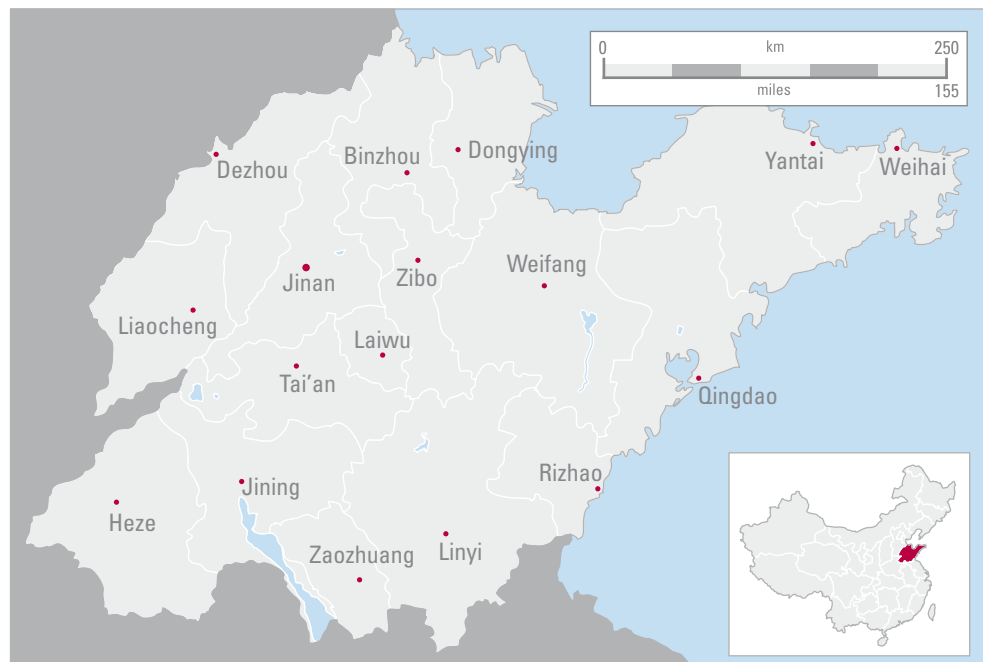 0 km 250
miles 155
Dezhou
Binzhou
Dongying
Yantai
Weihai
Jinan
Zibo
Weifang
Liaocheng
Laiwu
Tai’an
Qingdao
Heze
Jining
Rizhao
Zaozhuang
Linyi